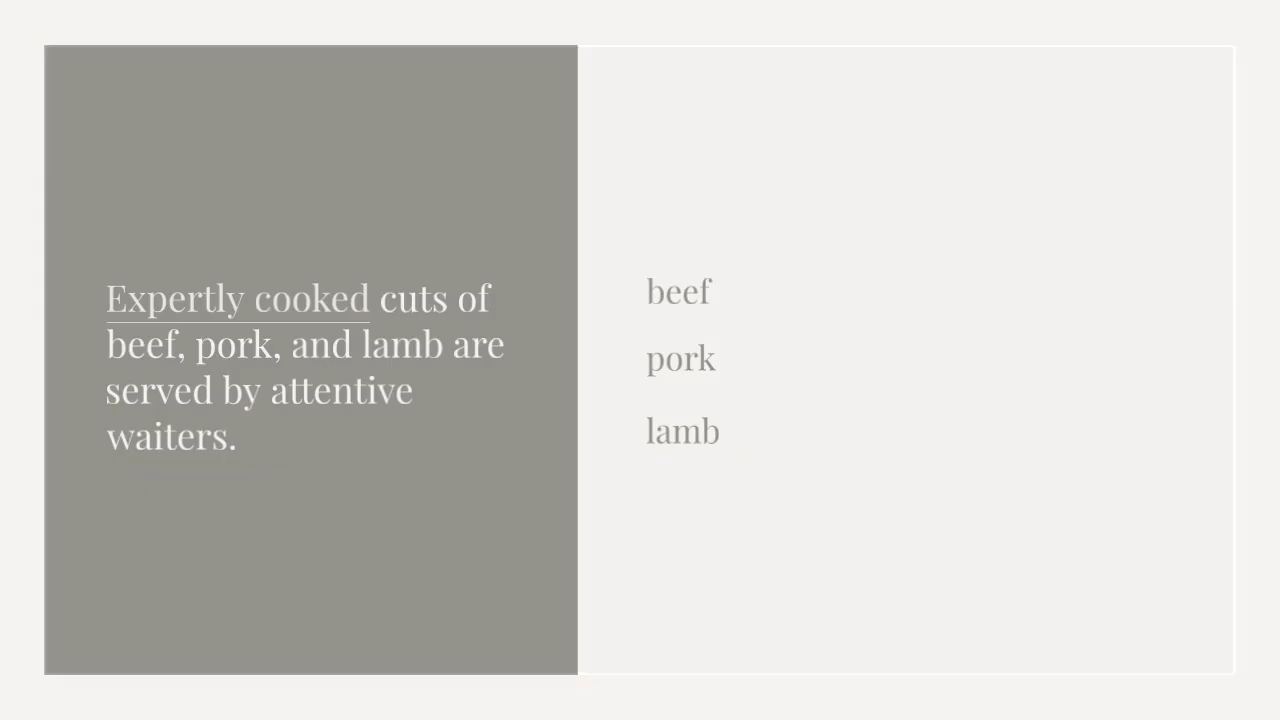 Expertly cooked cuts of
beef, pork, and lamb are
served by attentive
waiters.
beef
pork
lamb